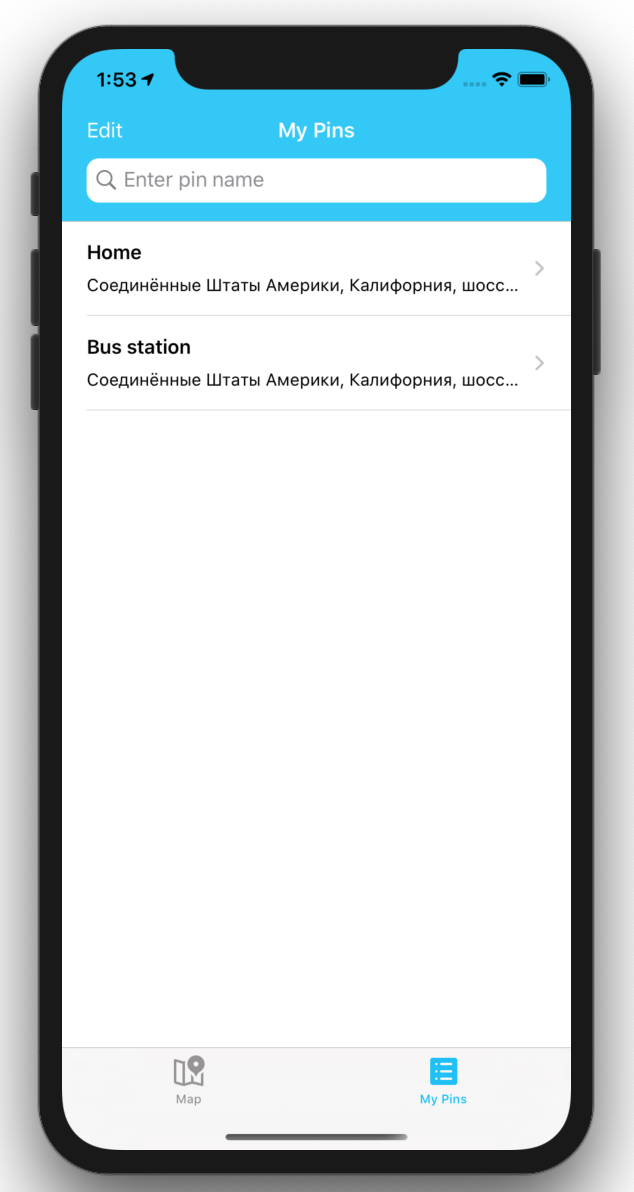 1:53
Edit
My Pins
Enter pin name
Home
Соединённые Штаты Америки, Калифорния, шосс...
Bus station
Соединённые Штаты Америки, Калифорния, шосс...
Map
My Pins